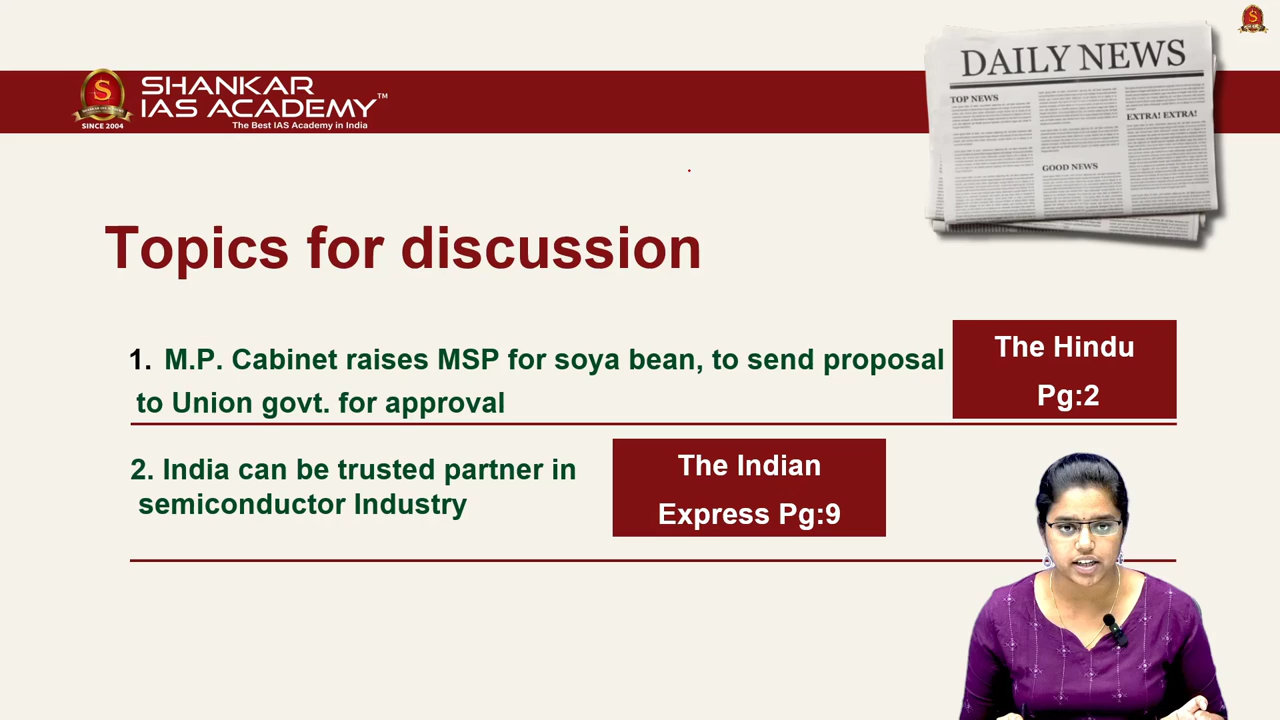 SHANKAR
IAS ACADEMY™
The Best IAS Academy in India
S
SINCE 2004
DAILY NEWS
TOP NEWS
EXTRA! EXTRA!
GOOD NEWS
Topics for discussion
1. M.P. Cabinet raises MSP for soya bean, to send proposal
to Union govt. for approval
The Hindu
Pg:2
2. India can be trusted partner in
semiconductor Industry
The Indian
Express Pg:9